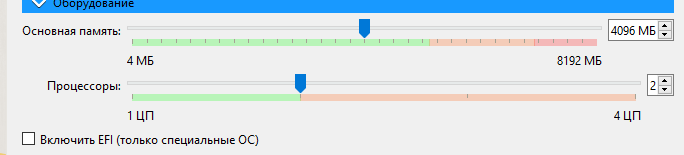 Оборудование
Основная память: 4096 МБ
4 МБ 8192 МБ
Процессоры: 2
1 ЦП 4 ЦП
Включить EFI (только специальные ОС)